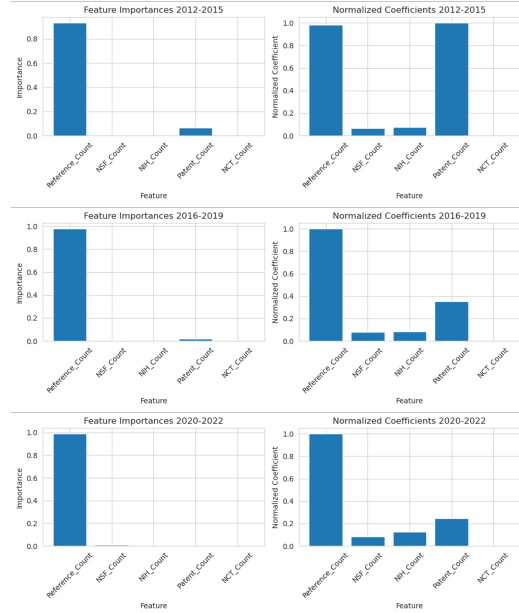 Feature Importances 2012-2015
Importance
0.8
0.6
0.4
0.2
0.0
Reference_Count
NSF_Count
NIH_Count
Patent_Count
NCT_Count
Feature
Normalized Coefficients 2012-2015
Normalized Coefficient
1.0
0.8
0.6
0.4
0.2
0.0
Reference_Count
NSF_Count
NIH_Count
Patent_Count
NCT_Count
Feature
Feature Importances 2016-2019
Importance
1.0
0.8
0.6
0.4
0.2
0.0
Reference_Count
NSF_Count
NIH_Count
Patent_Count
NCT_Count
Feature
Normalized Coefficients 2016-2019
Normalized Coefficient
1.0
0.8
0.6
0.4
0.2
0.0
Reference_Count
NSF_Count
NIH_Count
Patent_Count
NCT_Count
Feature
Feature Importances 2020-2022
Importance
1.0
0.8
0.6
0.4
0.2
0.0
Reference_Count
NSF_Count
NIH_Count
Patent_Count
NCT_Count
Feature
Normalized Coefficients 2020-2022
Normalized Coefficient
1.0
0.8
0.6
0.4
0.2
0.0
Reference_Count
NSF_Count
NIH_Count
Patent_Count
NCT_Count
Feature